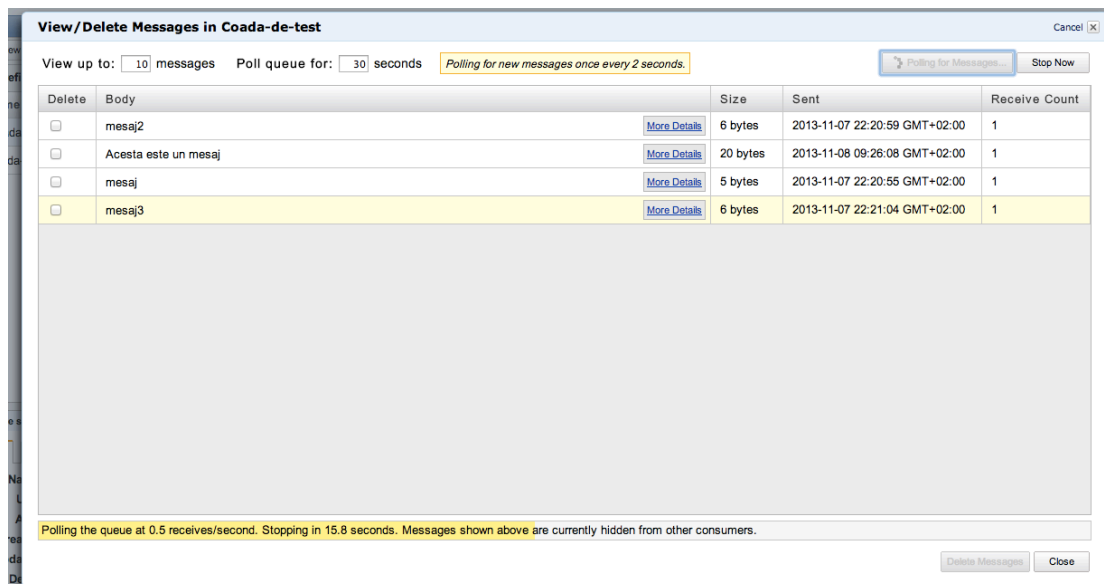 View/Delete Messages in Coada-de-test Cancel
View up to: 10 messages Poll queue for: 30 seconds Polling for new messages once every 2 seconds. Polling for Messages... Stop Now
Delete Body Size Sent Receive Count
mesaj2 More Details 6 bytes 2013-11-07 22:20:59 GMT+02:00 1
Acesta este un mesaj More Details 20 bytes 2013-11-08 09:26:08 GMT+02:00 1
mesaj More Details 5 bytes 2013-11-07 22:20:55 GMT+02:00 1
mesaj3 More Details 6 bytes 2013-11-07 22:21:04 GMT+02:00 1
Polling the queue at 0.5 receives/second. Stopping in 15.8 seconds. Messages shown above are currently hidden from other consumers.
Delete Messages Close